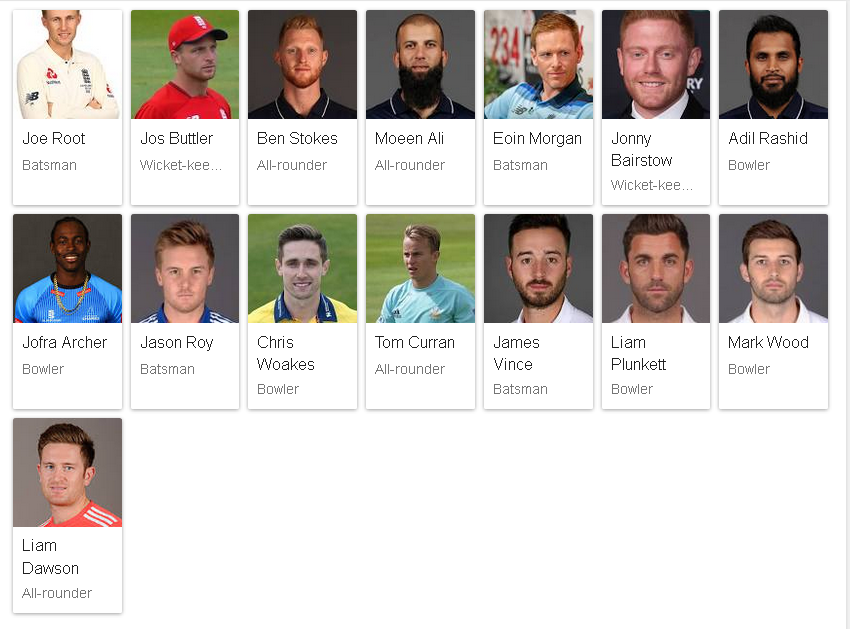 Joe Root
Batsman
Jos Buttler
Wicket-kee...
Ben Stokes
All-rounder
Moeen Ali
All-rounder
234
Eoin Morgan
Batsman
RY
Jonny
Bairstow
Wicket-kee...
Adil Rashid
Bowler
Jofra Archer
Bowler
Jason Roy
Batsman
Chris
Woakes
Bowler
Tom Curran
All-rounder
James
Vince
Batsman
Liam
Plunkett
Bowler
Mark Wood
Bowler
Liam
Dawson
All-rounder